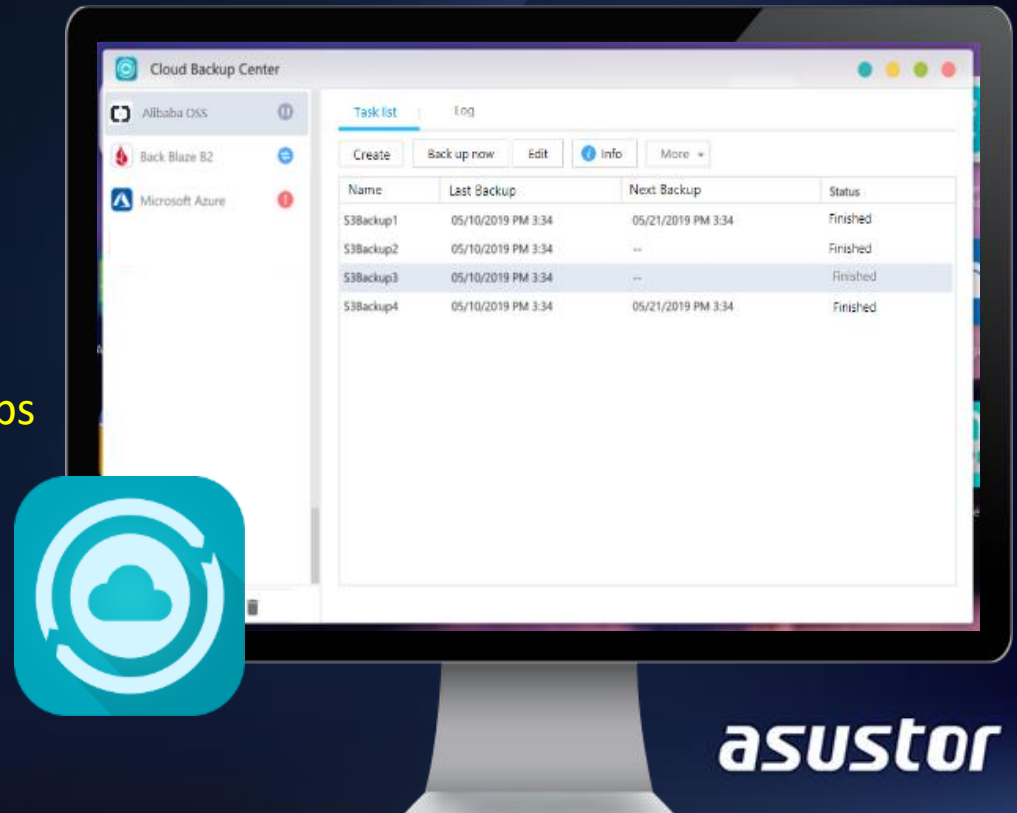 Cloud Backup Center
Alibaba OSS
Back Blaze B2
Microsoft Azure
Task list Log
Create Back up now Edit Info More
Name Last Backup Next Backup Status
S3Backup1 05/10/2019 PM 3:34 05/21/2019 PM 3:34 Finished
S3Backup2 05/10/2019 PM 3:34 -- Finished
S3Backup3 05/10/2019 PM 3:34 -- Finished
S3Backup4 05/10/2019 PM 3:34 05/21/2019 PM 3:34 Finished
asustor